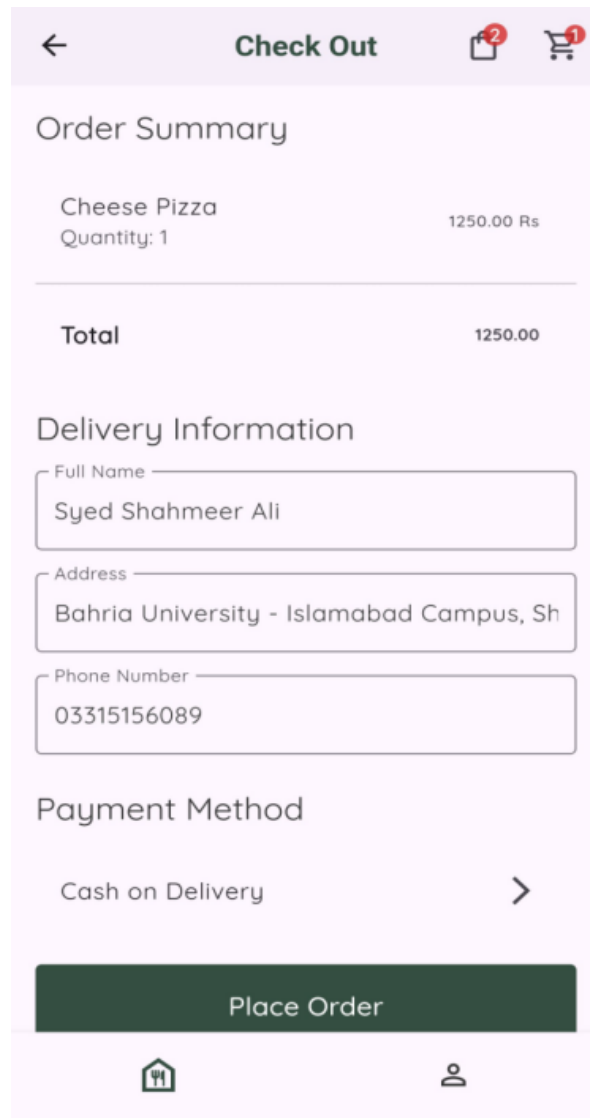 Check Out
2
1
Order Summary
Cheese Pizza
1250.00 Rs
Quantity: 1
Total
1250.00
Delivery Information
Full Name
Syed Shahmeer Ali
Address
Bahria University - Islamabad Campus, Sh
Phone Number
03315156089
Payment Method
Cash on Delivery
Place Order